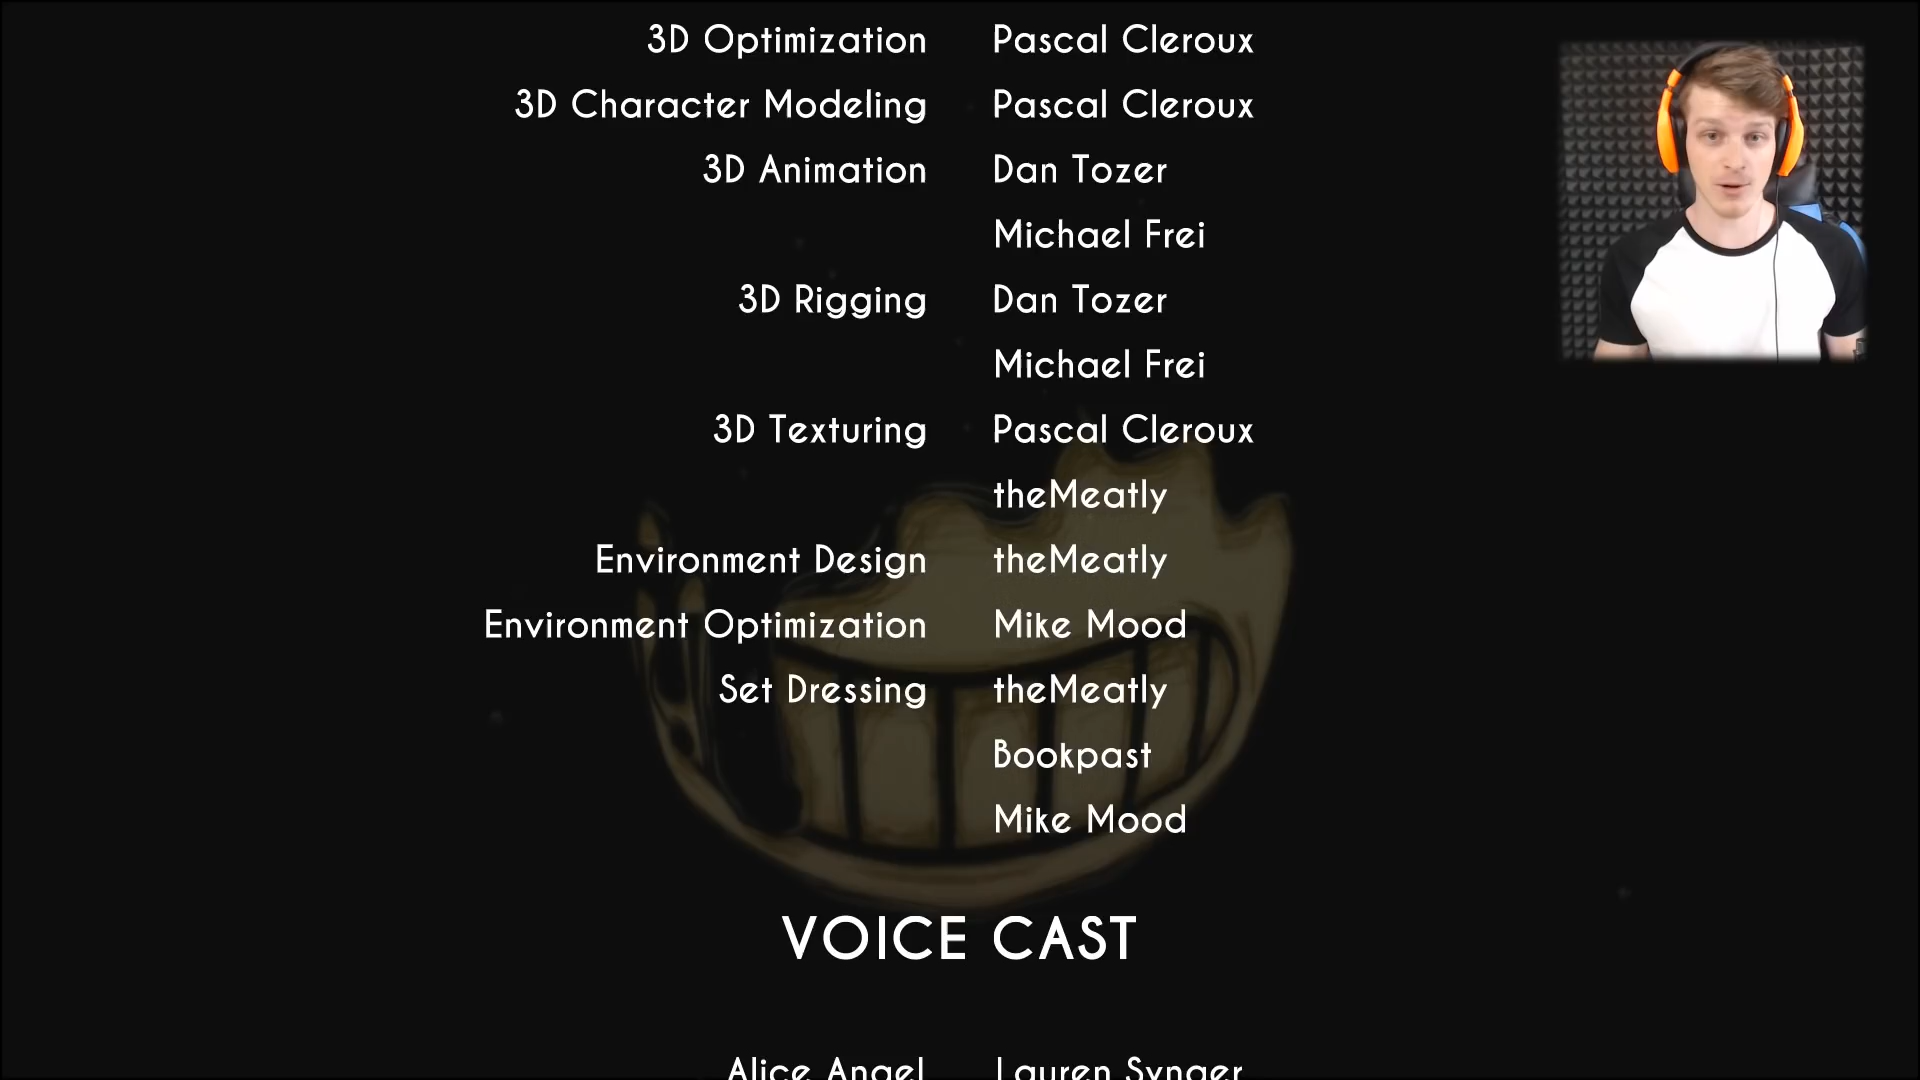 3D Optimization Pascal Cleroux
3D Character Modeling Pascal Cleroux
3D Animation Dan Tozer
Michael Frei
3D Rigging Dan Tozer
Michael Frei
3D Texturing Pascal Cleroux
theMeatly
Environment Design theMeatly
Environment Optimization Mike Mood
Set Dressing theMeatly
Bookpast
Mike Mood
VOICE CAST
Alice Angel Lauren Synger